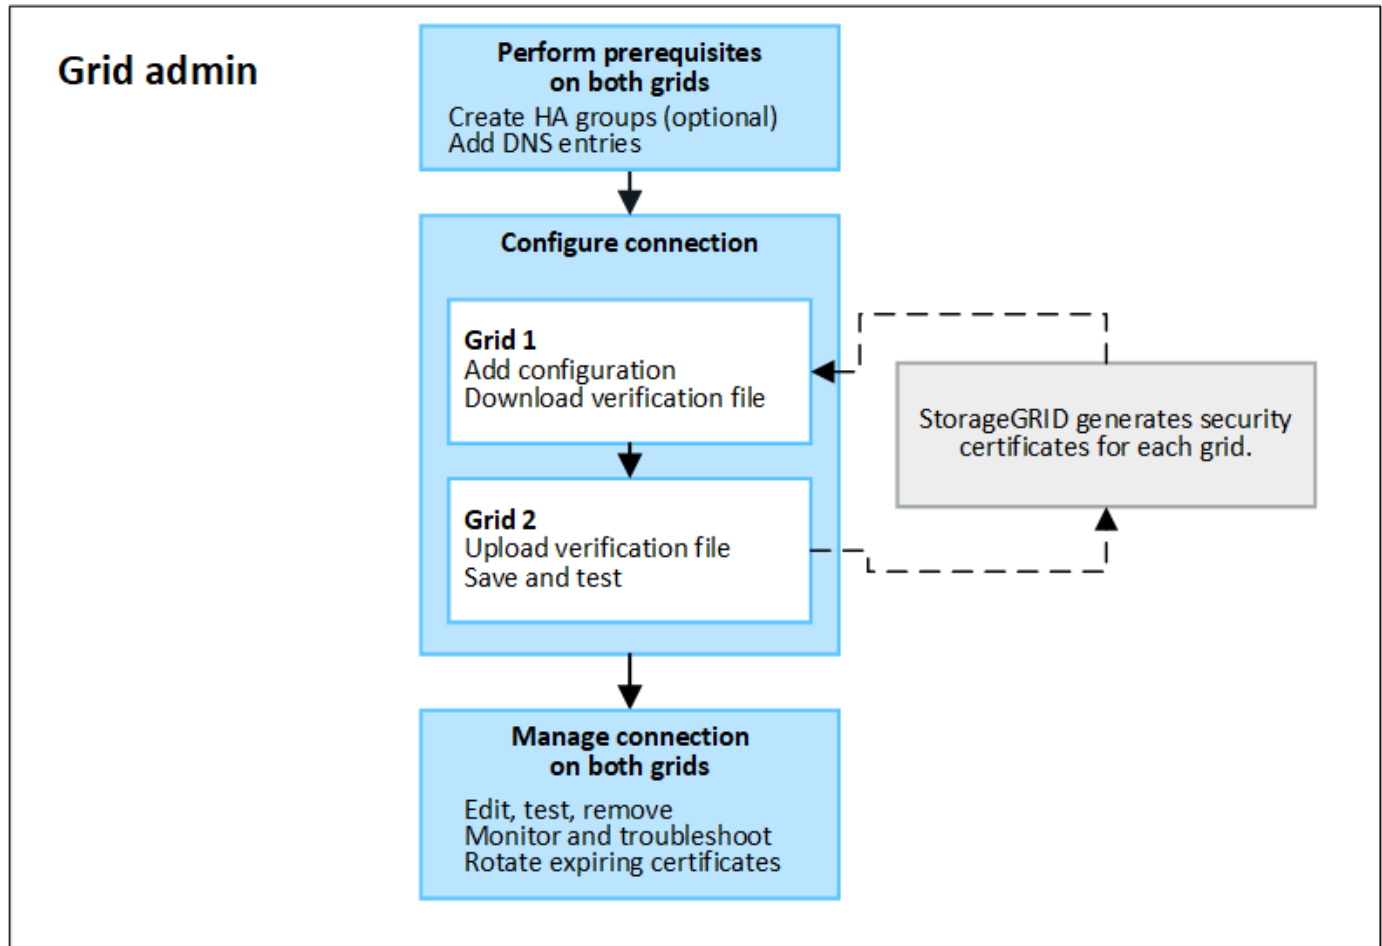 Grid admin
Perform prerequisites
on both grids
Create HA groups (optional)
Add DNS entries
Configure connection
Grid 1
Add configuration
Download verification file
StorageGRID generates security
certificates for each grid.
Grid 2
Upload verification file
Save and test
Manage connection
on both grids
Edit, test, remove
Monitor and troubleshoot
Rotate expiring certificates